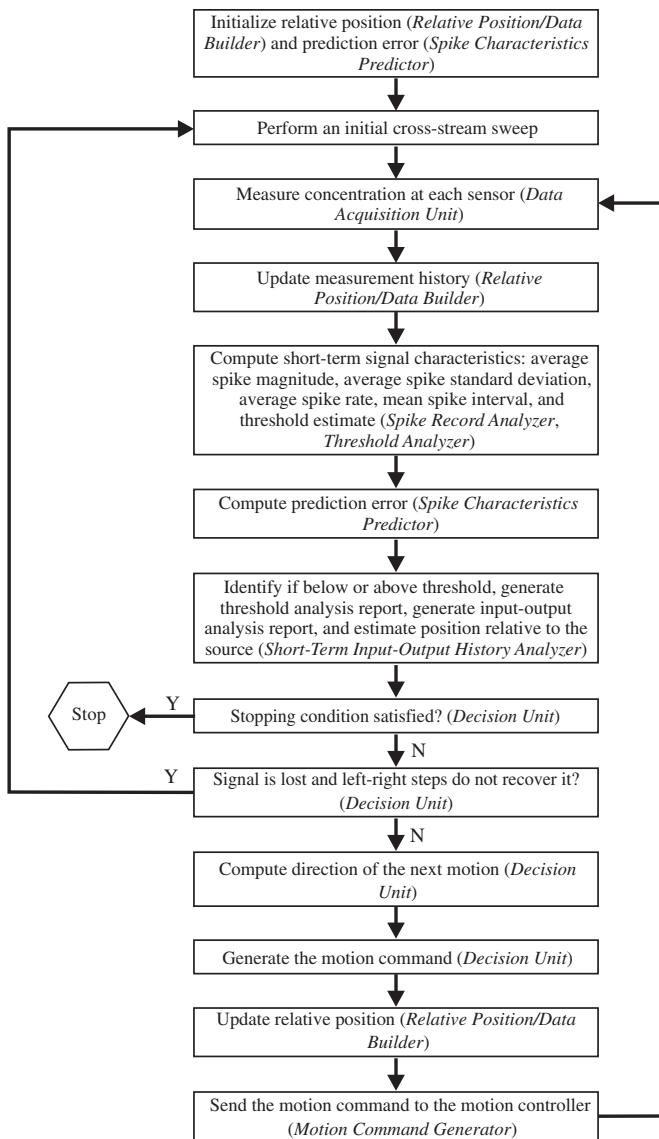 Initialize relative position (Relative Position/Data
Builder) and prediction error (Spike Characteristics
Predictor)
Perform an initial cross-stream sweep
Measure concentration at each sensor (Data
Acquisition Unit)
Update measurement history (Relative
Position/Data Builder)
Compute short-term signal characteristics: average
spike magnitude, average spike standard deviation,
average spike rate, mean spike interval, and
threshold estimate (Spike Record Analyzer,
Threshold Analyzer)
Compute prediction error (Spike Characteristics
Predictor)
Identify if below or above threshold, generate
threshold analysis report, generate input-output
analysis report, and estimate position relative to the
source (Short-Term Input-Output History Analyzer)
Stop
Y
Stopping condition satisfied? (Decision Unit)
N
Y
Signal is lost and left-right steps do not recover it?
(Decision Unit)
N
Compute direction of the next motion (Decision
Unit)
Generate the motion command (Decision Unit)
Update relative position (Relative Position/Data
Builder)
Send the motion command to the motion controller
(Motion Command Generator)